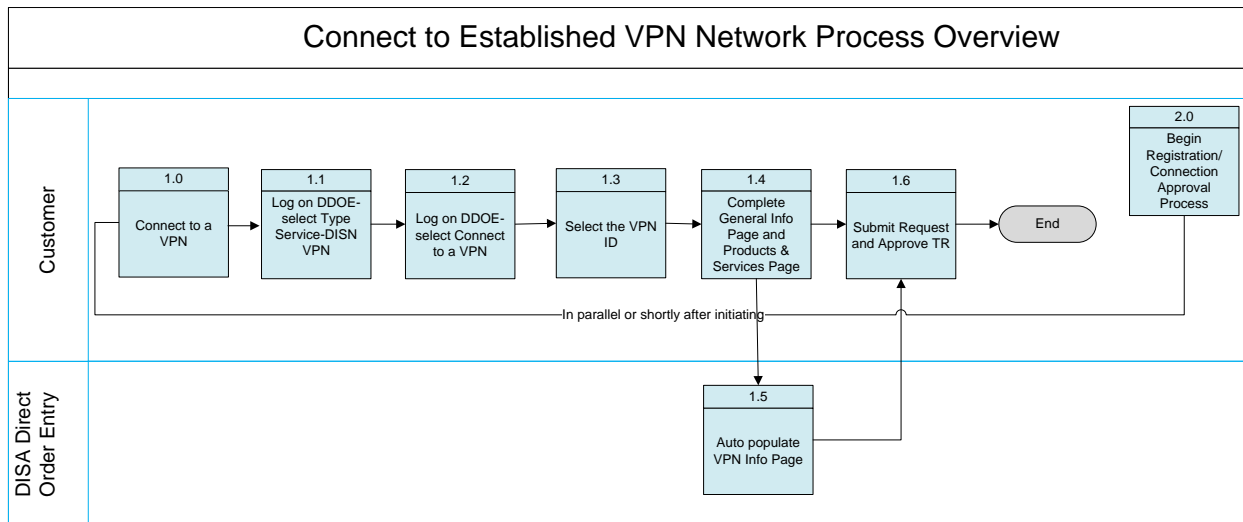 Connect to Established VPN Network Process Overview
Customer
1.0
Connect to a
VPN
1.1
Log on DDOE-
select Type
Service-DISN
VPN
1.2
Log on DDOE-
select Connect
to a VPN
1.3
Select the VPN
ID
1.4
Complete
General Info
Page and
Products &
Services Page
1.6
Submit Request
and Approve TR
End
2.0
Begin
Registration/
Connection
Approval
Process
In parallel or shortly after initiating
DISA Direct
Order Entry
1.5
Auto populate
VPN Info Page